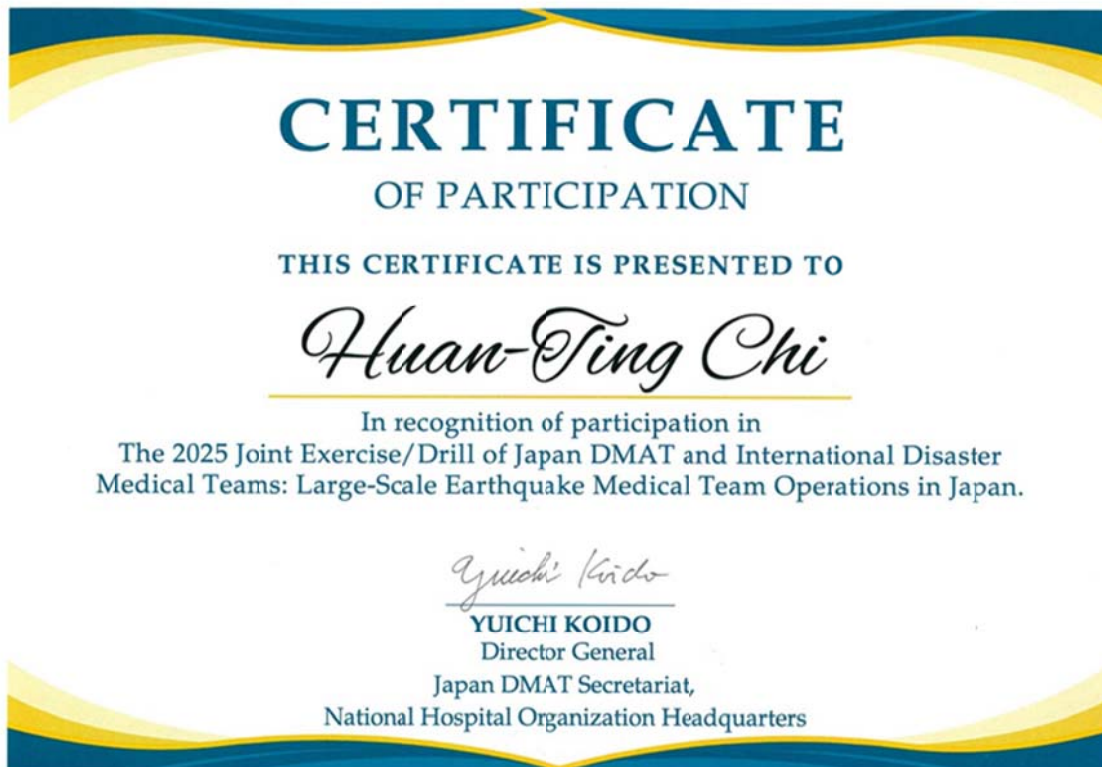 CERTIFICATE
OF PARTICIPATION
THIS CERTIFICATE IS PRESENTED TO
Huan-Ting Chi
In recognition of participation in
The 2025 Joint Exercise/Drill of Japan DMAT and International Disaster
Medical Teams: Large-Scale Earthquake Medical Team Operations in Japan.
Yuichi Koido
YUICHI KOIDO
Director General
Japan DMAT Secretariat,
National Hospital Organization Headquarters